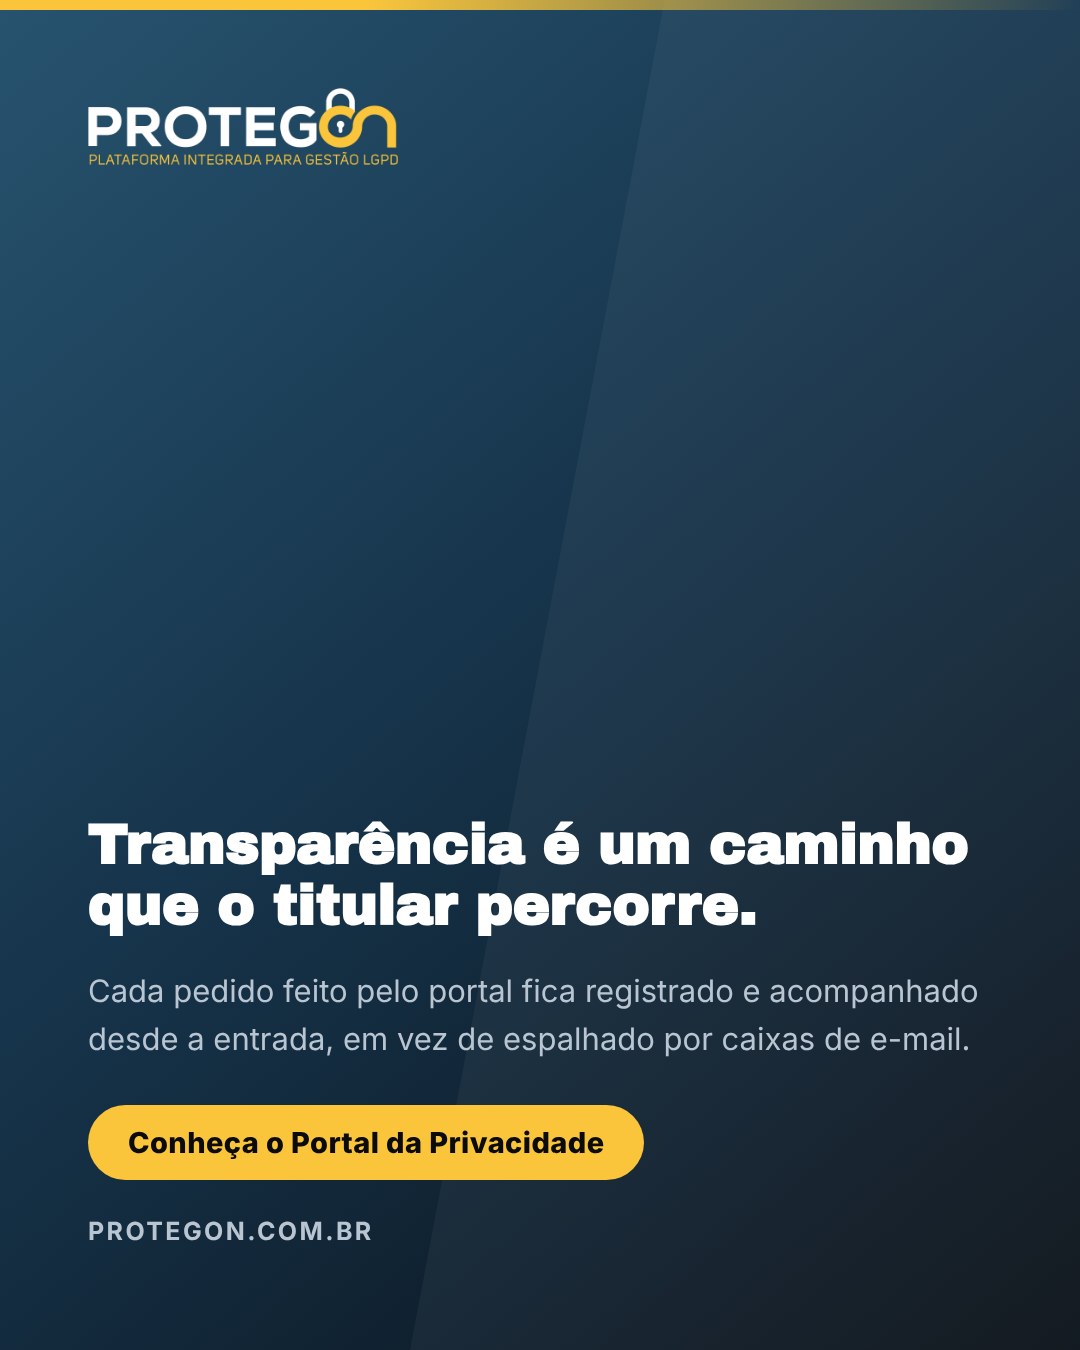 PROTEGON
PLATAFORMA INTEGRADA PARA GESTÃO LGPD
Transparência é um caminho
que o titular percorre.
Cada pedido feito pelo portal fica registrado e acompanhado
desde a entrada, em vez de espalhado por caixas de e-mail.
Conheça o Portal da Privacidade
PROTEGON.COM.BR